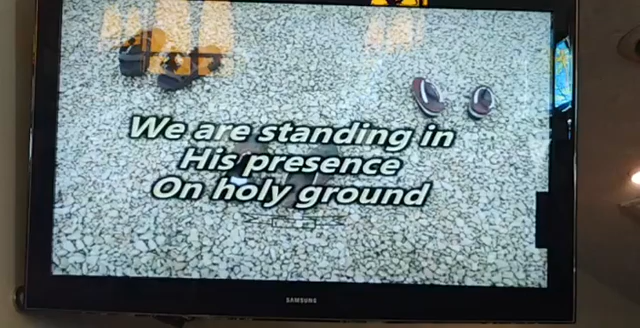 We are standing in
His presence
On holy ground
SAMSUNG